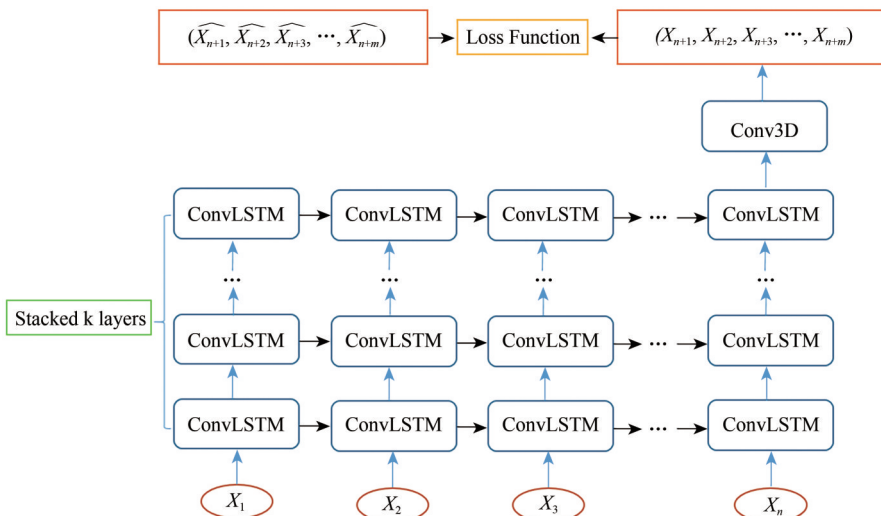 (X̂ₙ₊₁, X̂ₙ₊₂, X̂ₙ₊₃, ···, X̂ₙ₊ₘ)
Loss Function
(Xₙ₊₁, Xₙ₊₂, Xₙ₊₃, ···, Xₙ₊ₘ)
Conv3D
ConvLSTM ConvLSTM ConvLSTM ··· ConvLSTM
··· ··· ··· ···
Stacked k layers
ConvLSTM ConvLSTM ConvLSTM ··· ConvLSTM
ConvLSTM ConvLSTM ConvLSTM ··· ConvLSTM
X₁ X₂ X₃ Xₙ